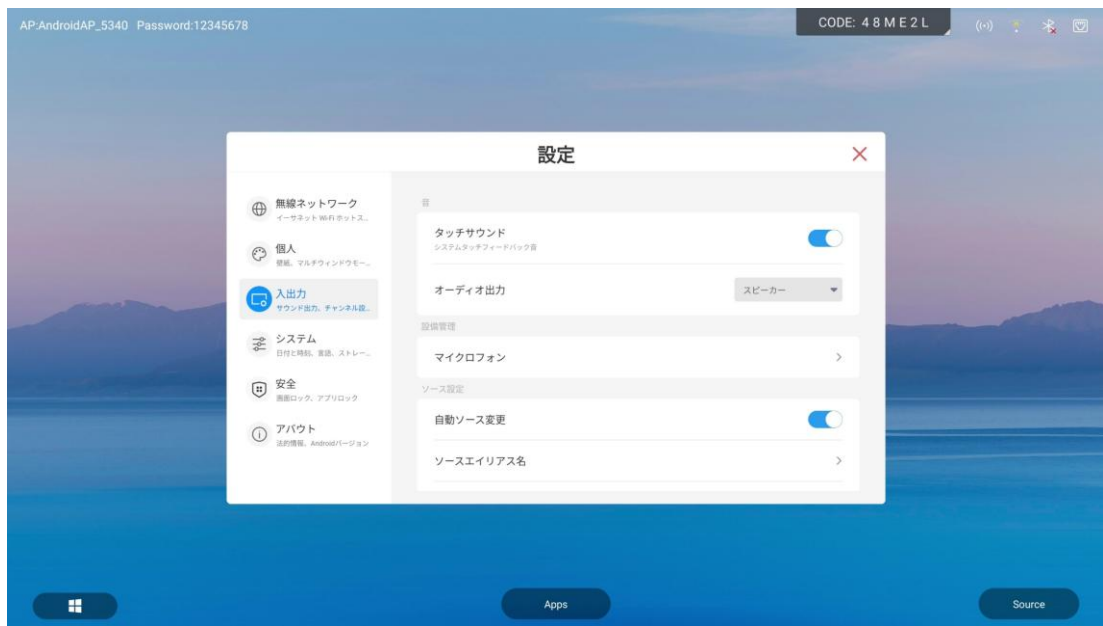 AP:AndroidAP_5340 Password:12345678
CODE: 4 8 M E 2 L
設定
無線ネットワーク
イーサネット Wi-Fi ホットス...
個人
壁紙、マルチウィンドウモー...
入出力
サウンド出力、チャンネル設...
システム
日付と時刻、言語、ストレー...
安全
画面ロック、アプリロック
アバウト
法的情報、Androidバージョン
音
タッチサウンド
システムタッチフィードバック音
オーディオ出力
スピーカー
設備管理
マイクロフォン
ソース設定
自動ソース変更
ソースエイリアス名
Apps
Source